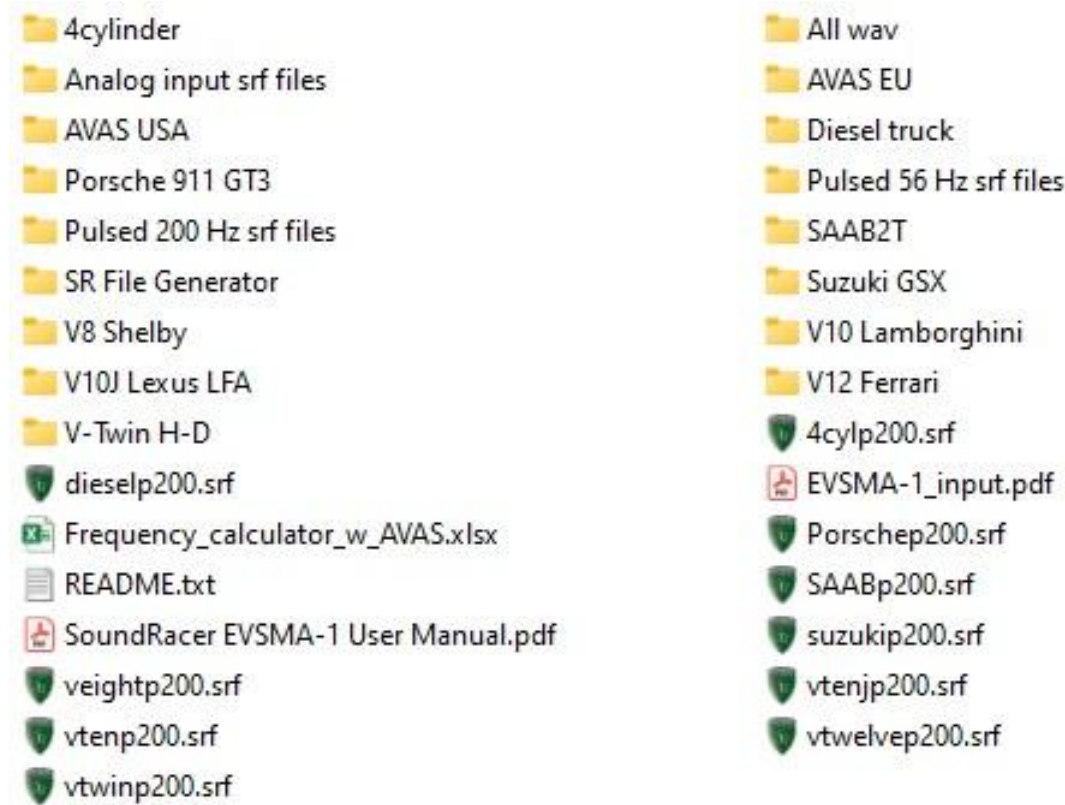 4cylinder
All wav
Analog input srf files
AVAS EU
AVAS USA
Diesel truck
Porsche 911 GT3
Pulsed 56 Hz srf files
Pulsed 200 Hz srf files
SAAB2T
SR File Generator
Suzuki GSX
V8 Shelby
V10 Lamborghini
V10J Lexus LFA
V12 Ferrari
V-Twin H-D
4cylp200.srf
dieselp200.srf
EVSMA-1_input.pdf
Frequency_calculator_w_AVAS.xlsx
Porschep200.srf
README.txt
SAABp200.srf
SoundRacer EVSMA-1 User Manual.pdf
suzukip200.srf
veightp200.srf
vtenjp200.srf
vtenp200.srf
vtwelvep200.srf
vtwinp200.srf